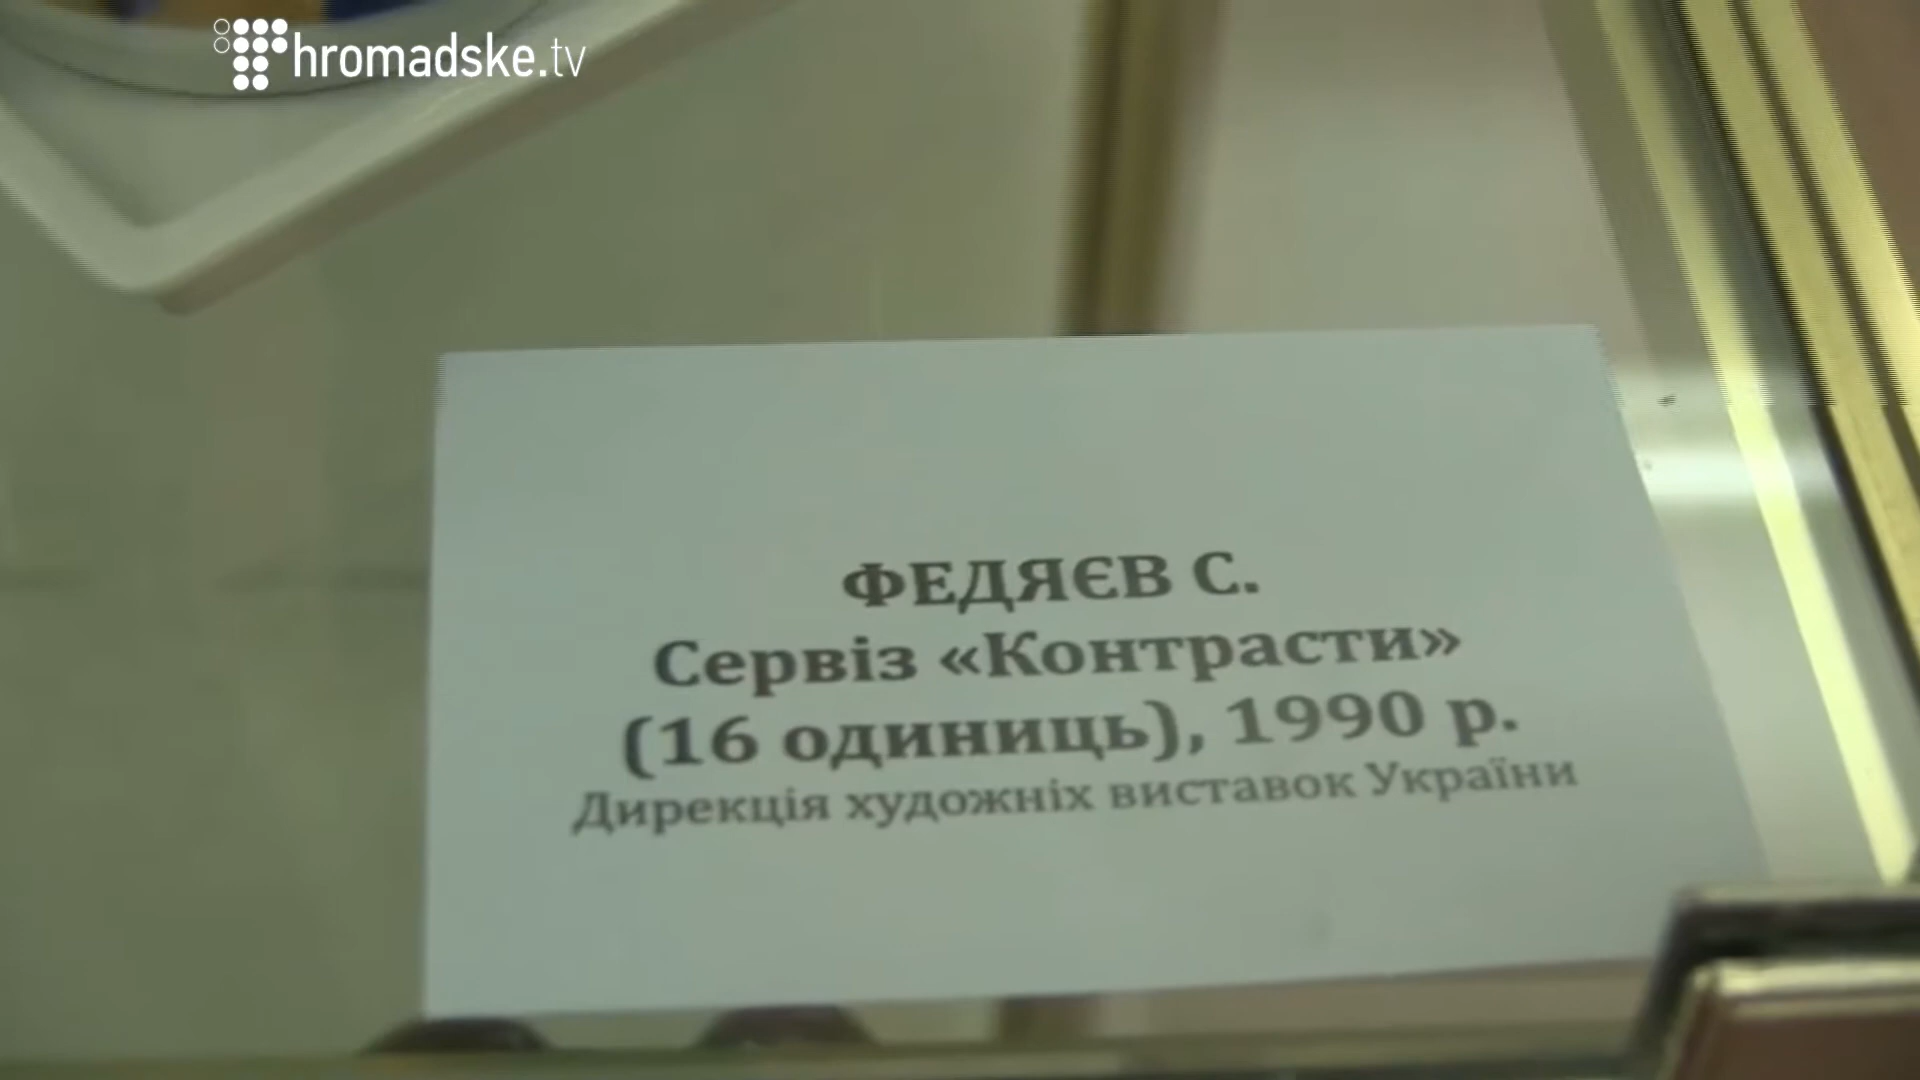 hromadske.tv
ФЕДЯЄВ С.
Сервіз «Контрасти»
(16 одиниць), 1990 р.
Дирекція художніх виставок України